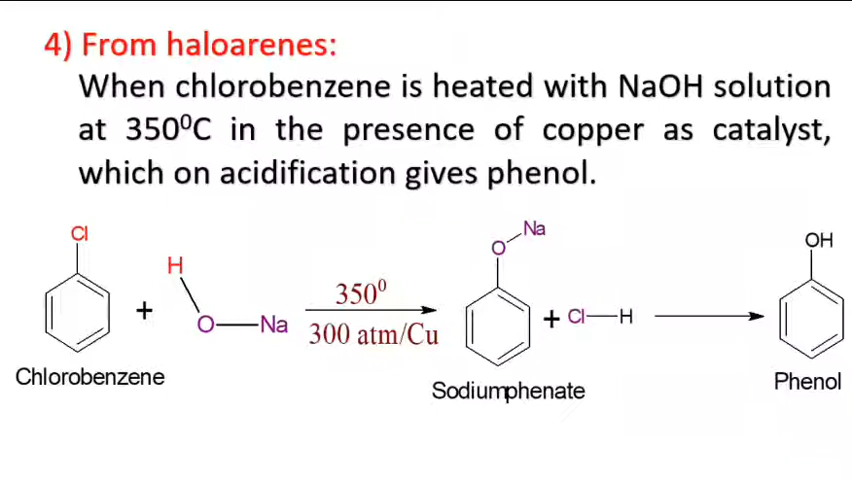 4) From haloarenes:
When chlorobenzene is heated with NaOH solution
at 350⁰C in the presence of copper as catalyst,
which on acidification gives phenol.
Cl
H
O—Na
+
350⁰
300 atm/Cu
O Na
+ Cl—H
OH
Chlorobenzene
Sodiumphenate
Phenol